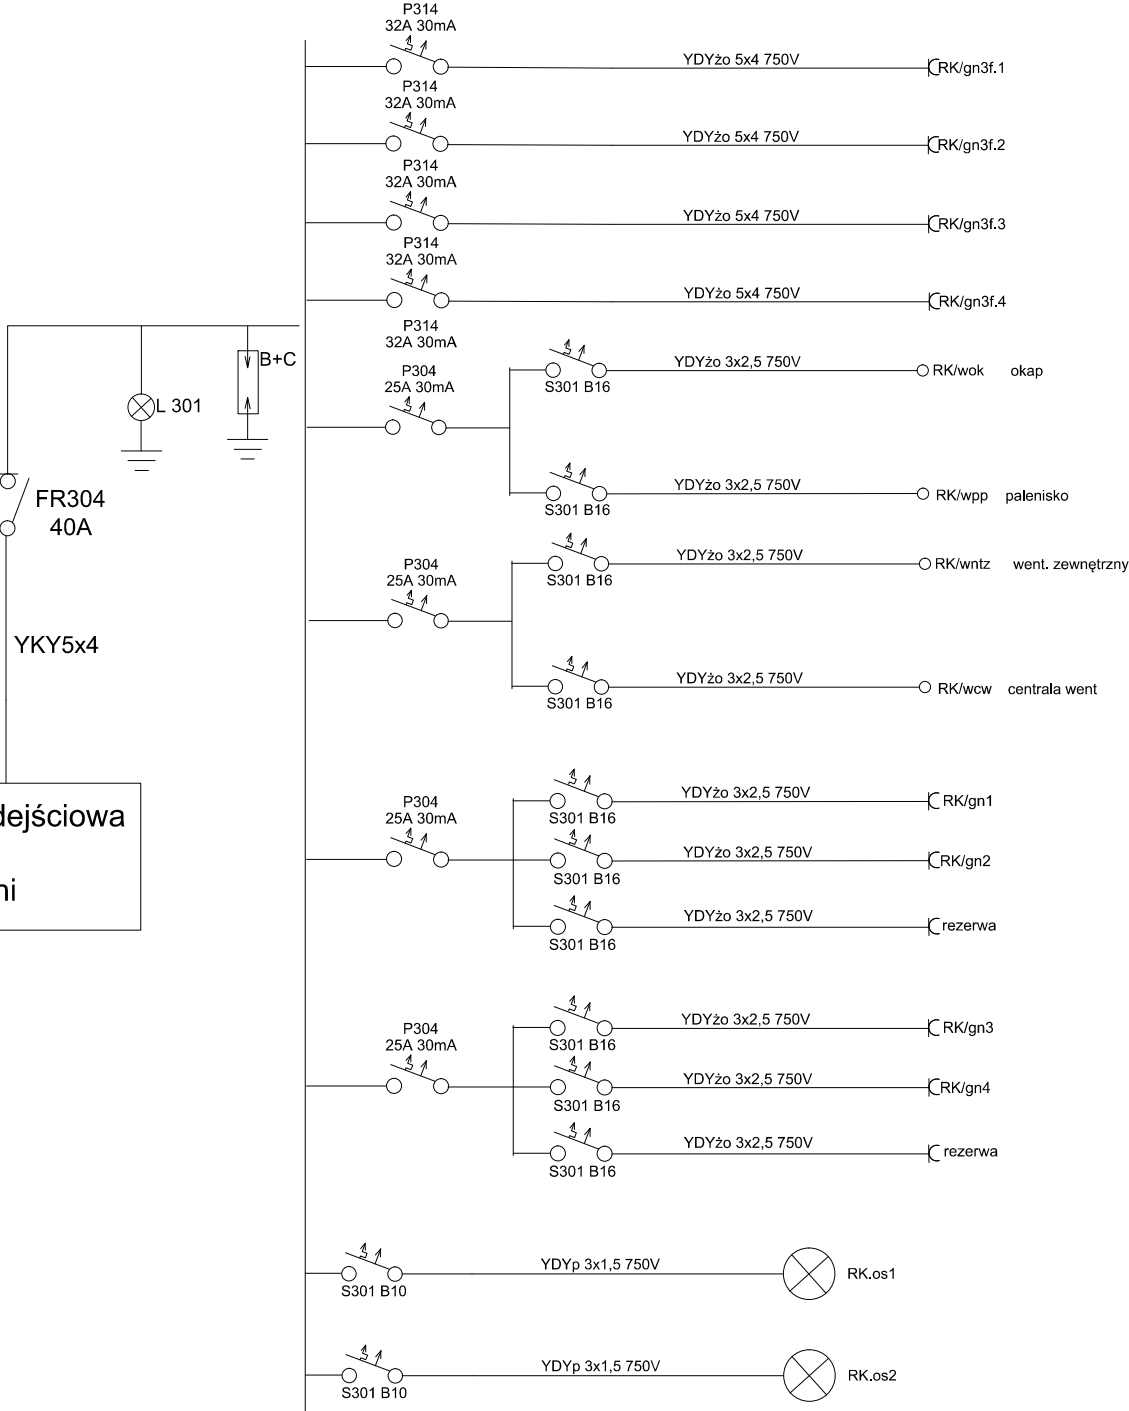 P314
32A 30mA
YDYżo 5x4 750V
RK/gn3f.1
P314
32A 30mA
YDYżo 5x4 750V
RK/gn3f.2
P314
32A 30mA
YDYżo 5x4 750V
RK/gn3f.3
P314
32A 30mA
YDYżo 5x4 750V
RK/gn3f.4
P314
32A 30mA
B+C
L 301
FR304
40A
YKY5x4
dejściowa
ni
P304
25A 30mA
S301 B16
YDYżo 3x2,5 750V
RK/wok okap
S301 B16
YDYżo 3x2,5 750V
RK/wpp palenisko
P304
25A 30mA
S301 B16
YDYżo 3x2,5 750V
RK/wntz went. zewnętrzny
S301 B16
YDYżo 3x2,5 750V
RK/wcw centrala went
P304
25A 30mA
S301 B16
YDYżo 3x2,5 750V
RK/gn1
S301 B16
YDYżo 3x2,5 750V
RK/gn2
S301 B16
YDYżo 3x2,5 750V
rezerwa
P304
25A 30mA
S301 B16
YDYżo 3x2,5 750V
RK/gn3
S301 B16
YDYżo 3x2,5 750V
RK/gn4
S301 B16
YDYżo 3x2,5 750V
rezerwa
S301 B10
YDYp 3x1,5 750V
RK.os1
S301 B10
YDYp 3x1,5 750V
RK.os2